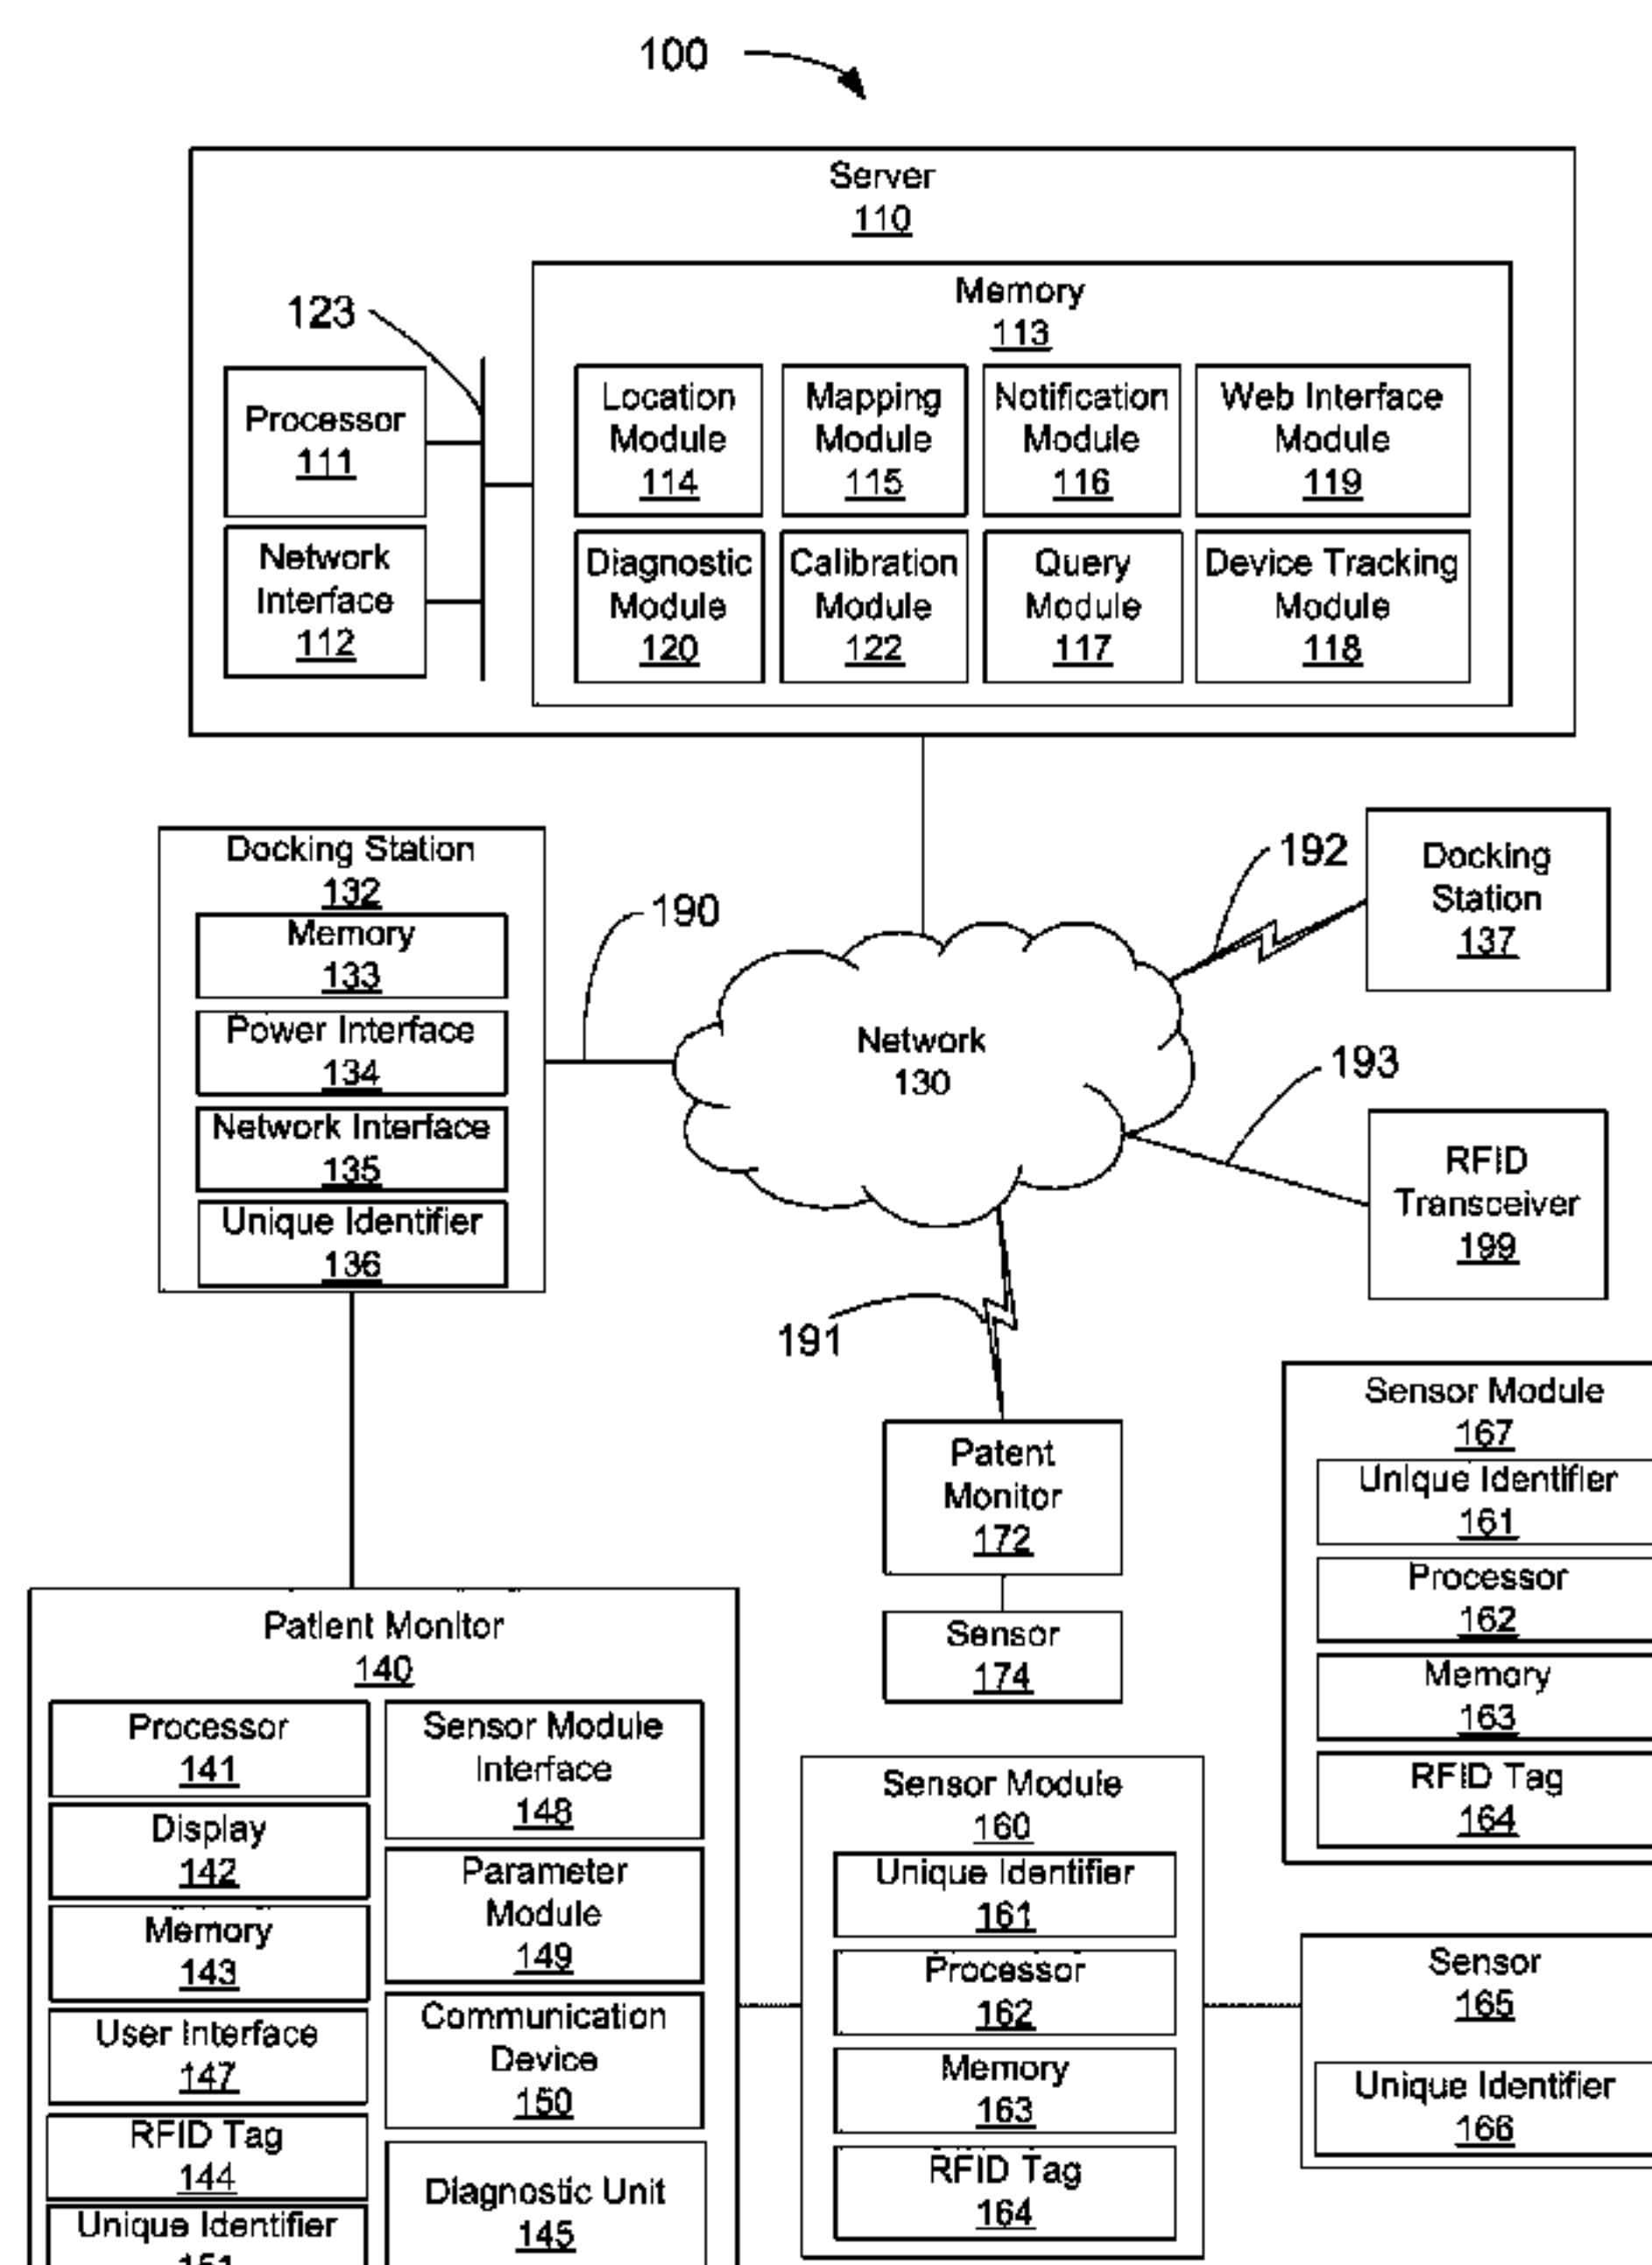 100
Server
110
123
Memory
113
Processor
111
Network
Interface
112
Location
Module
114
Mapping
Module
115
Notification
Module
116
Web Interface
Module
119
Diagnostic
Module
120
Calibration
Module
122
Query
Module
117
Device Tracking
Module
118
Docking Station
132
Memory
133
Power Interface
134
Network Interface
135
Unique Identifier
136
190
Network
130
192
Docking
Station
137
193
RFID
Transceiver
199
191
Patent
Monitor
172
Sensor
174
Sensor Module
167
Unique Identifier
161
Processor
162
Memory
163
RFID Tag
164
Patient Monitor
140
Processor
141
Display
142
Memory
143
User Interface
147
RFID Tag
144
Unique Identifier
151
Sensor Module
Interface
148
Parameter
Module
149
Communication
Device
150
Diagnostic Unit
145
Sensor Module
160
Unique Identifier
161
Processor
162
Memory
163
RFID Tag
164
Sensor
165
Unique Identifier
166